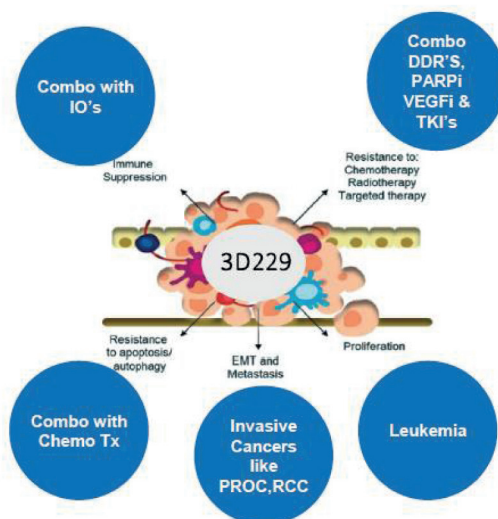 Combo with
IO's
Combo
DDR'S,
PARPi
VEGFi &
TKI's
Immune
Suppression
Resistance to:
Chemotherapy
Radiotherapy
Targeted therapy
3D229
Resistance
to apoptosis/
autophagy
EMT and
Metastasis
Proliferation
Combo with
Chemo Tx
Invasive
Cancers
like
PROC,RCC
Leukemia